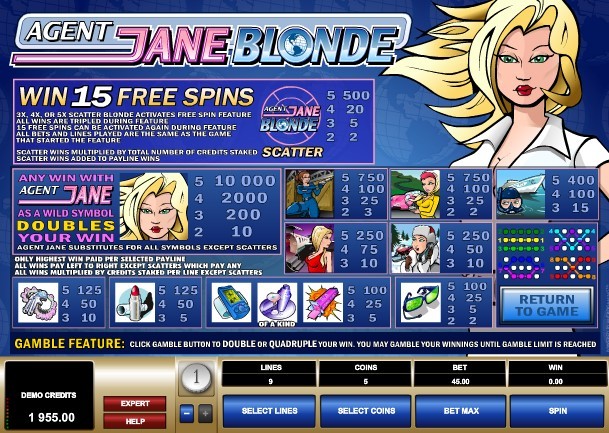 AGENT JANE BLONDE
WIN 15 FREE SPINS
3X, 4X, OR 5X SCATTER BLONDE ACTIVATES FREE SPIN FEATURE
ALL WINS ARE TRIPLED DURING FEATURE
15 FREE SPINS CAN BE ACTIVATED AGAIN DURING FEATURE
ALL BETS AND LINES PLAYED ARE THE SAME AS THE GAME
THAT STARTED THE FEATURE
SCATTER WINS MULTIPLIED BY TOTAL NUMBER OF CREDITS STAKED
SCATTER WINS ADDED TO PAYLINE WINS
AGENT JANE BLONDE
SCATTER
5 500
4 20
3 5
2 2
ANY WIN WITH
AGENT JANE
AS A WILD SYMBOL
DOUBLES
YOUR WIN
5 10 000
4 2000
3 200
2 10
AGENT JANE SUBSTITUTES FOR ALL SYMBOLS EXCEPT SCATTERS
5 750
4 100
3 25
2 3
5 750
4 100
3 25
2 3
5 400
4 100
3 15
ONLY HIGHEST WIN PAID PER SELECTED PAYLINE
ALL WINS PAY LEFT TO RIGHT EXCEPT SCATTERS WHICH PAY ANY
ALL WINS MULTIPLIED BY CREDITS STAKED PER LINE EXCEPT SCATTERS
5 250
4 75
3 10
5 250
4 50
3 10
5 125
4 50
3 10
5 125
4 50
3 10
OF A KIND
5 100
4 25
3 5
5 100
4 25
3 5
2 2
RETURN
TO GAME
GAMBLE FEATURE: CLICK GAMBLE BUTTON TO DOUBLE OR QUADRUPLE YOUR WIN. YOU MAY GAMBLE YOUR WINNINGS UNTIL GAMBLE LIMIT IS REACHED
DEMO CREDITS
1 955.00
EXPERT
HELP
1
- +
LINES
9
COINS
5
BET
45.00
WIN
0.00
SELECT LINES
SELECT COINS
BET MAX
SPIN